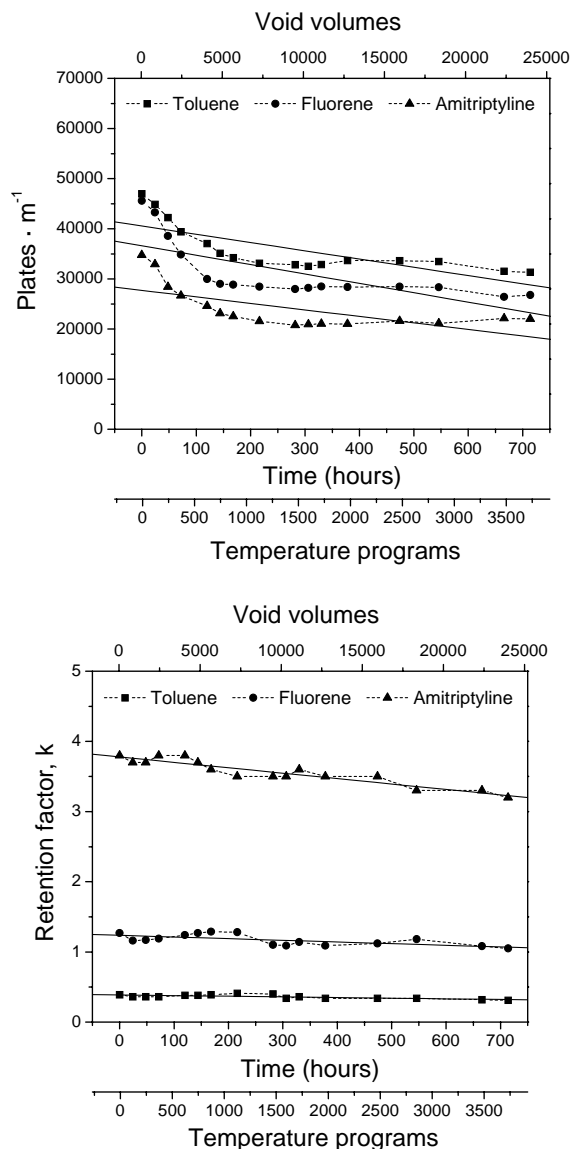 Void volumes
0 5000 10000 15000 20000 25000
70000
Toluene Fluorene Amitriptyline
60000
50000
40000
30000
20000
10000
0
Plates · m⁻¹
0 100 200 300 400 500 600 700
Time (hours)
0 500 1000 1500 2000 2500 3000 3500
Temperature programs
Void volumes
0 5000 10000 15000 20000 25000
5
Toluene Fluorene Amitriptyline
4
3
2
1
0
Retention factor, k
0 100 200 300 400 500 600 700
Time (hours)
0 500 1000 1500 2000 2500 3000 3500
Temperature programs